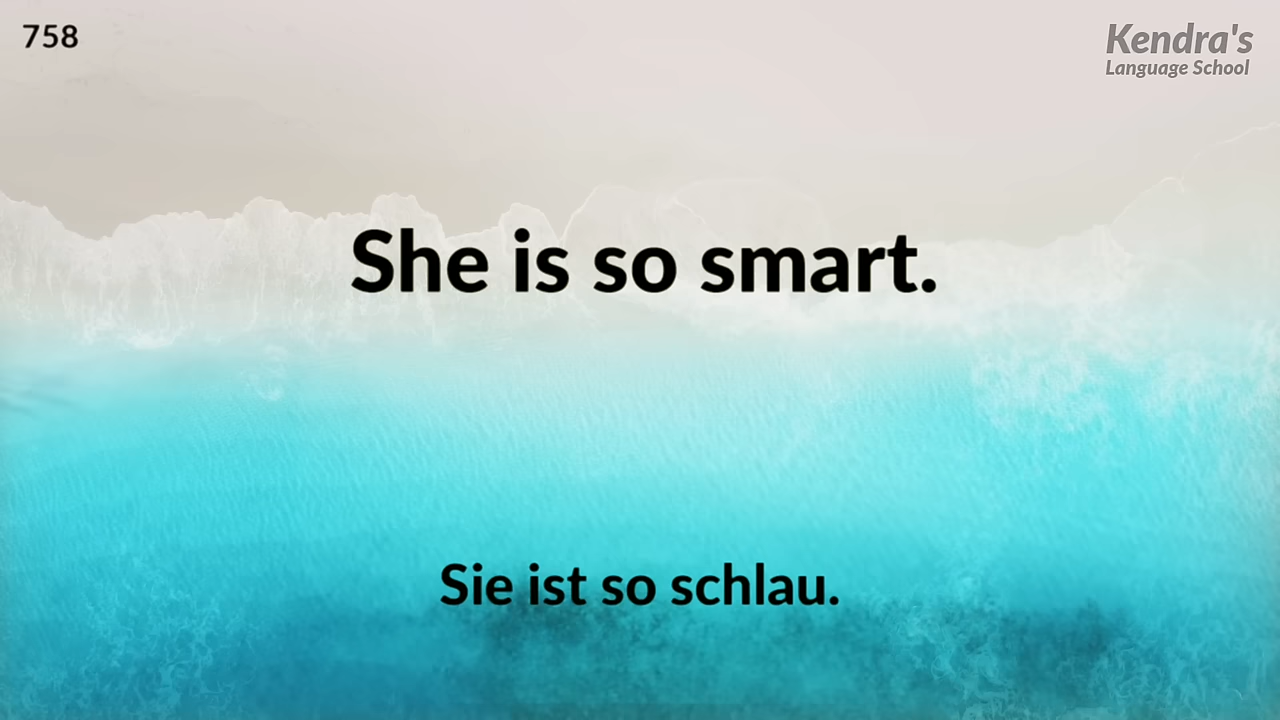 758
Kendra's
Language School
She is so smart.
Sie ist so schlau.